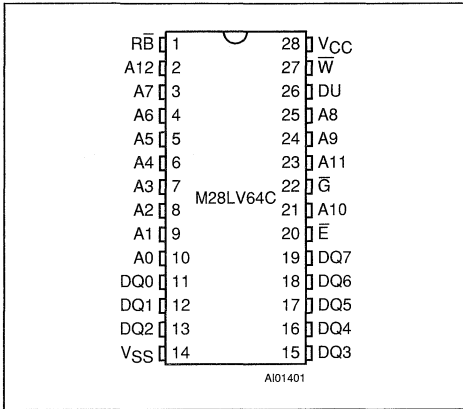 RB̅ 1 28 VCC
A12 2 27 W̅
A7 3 26 DU
A6 4 25 A8
A5 5 24 A9
A4 6 23 A11
A3 7 22 G̅
M28LV64C
A2 8 21 A10
A1 9 20 E̅
A0 10 19 DQ7
DQ0 11 18 DQ6
DQ1 12 17 DQ5
DQ2 13 16 DQ4
VSS 14 15 DQ3
AI01401